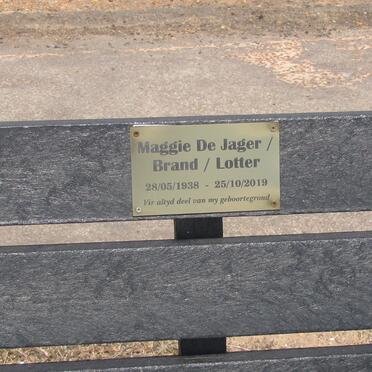 Maggie De Jager /
Brand / Lotter
28/05/1938 - 25/10/2019
Vir altyd deel van my geboortegrond